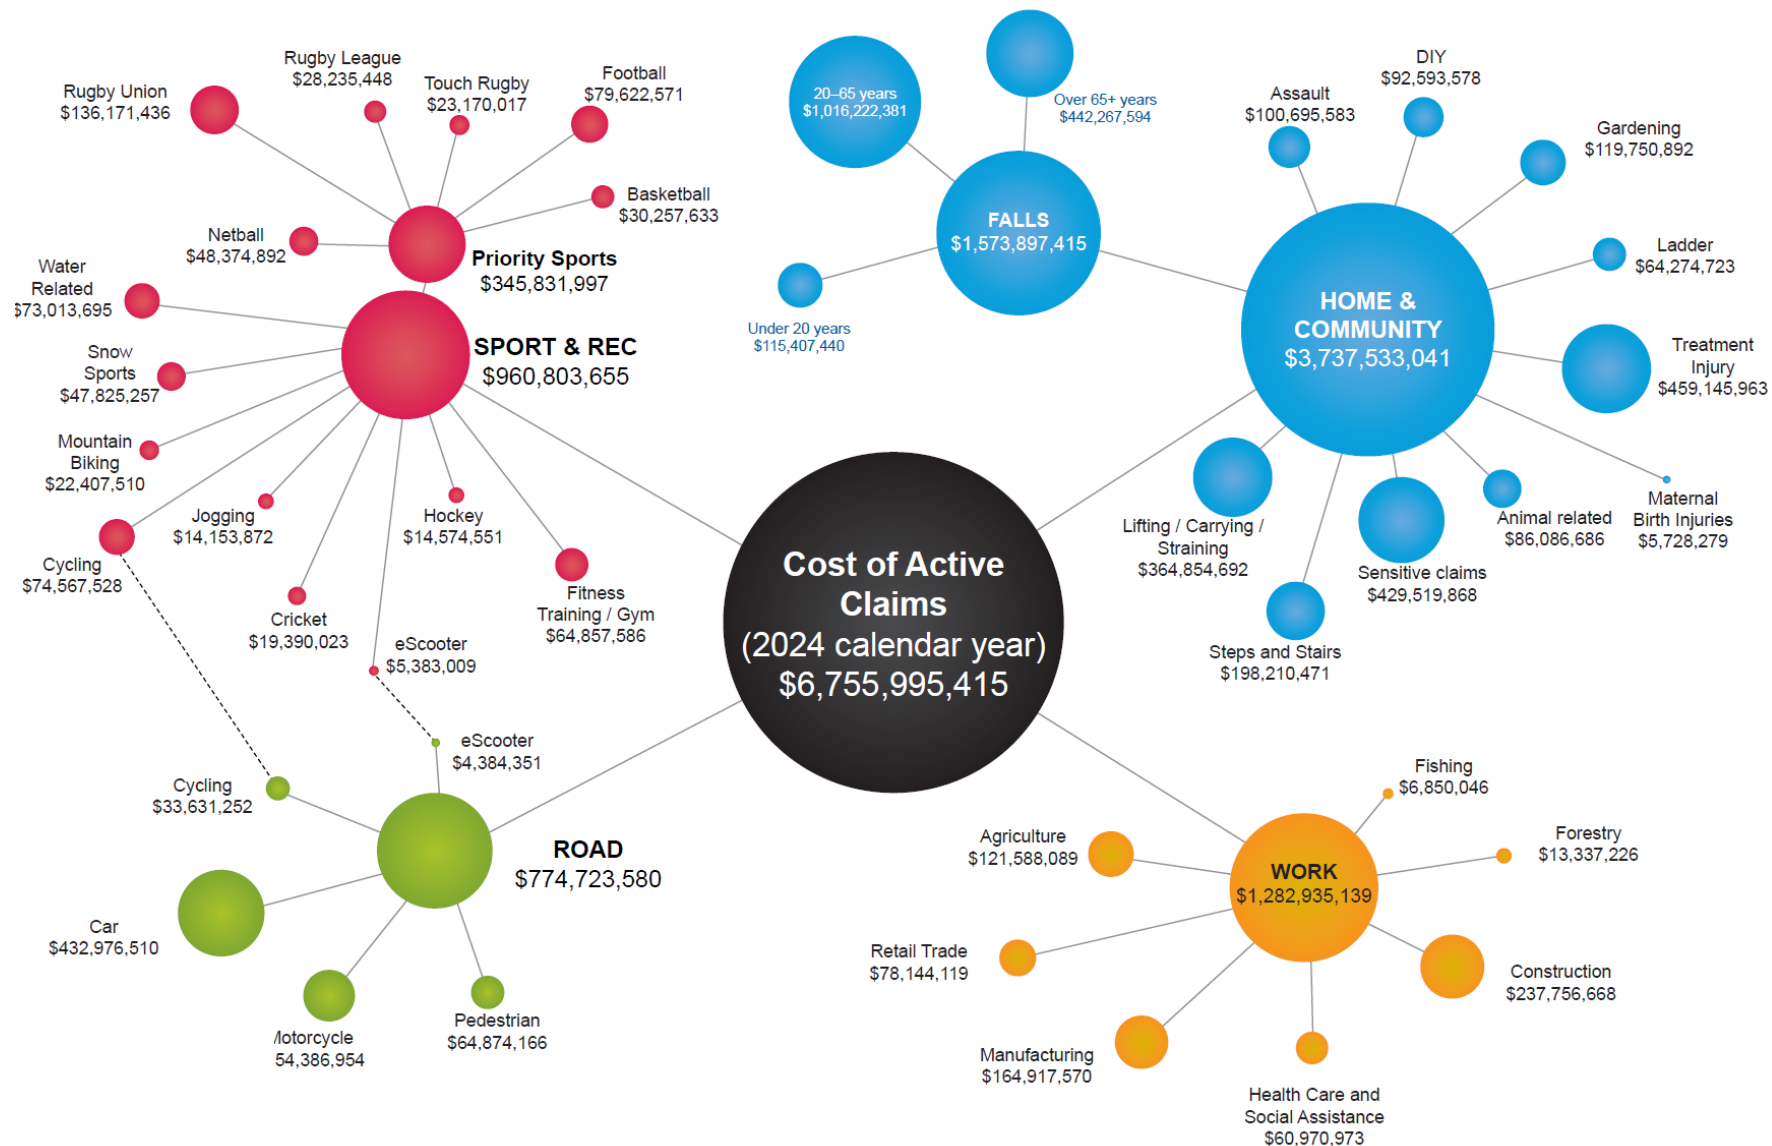 Rugby Union
$136,171,436
Rugby League
$28,235,448
Touch Rugby
$23,170,017
Football
$79,622,571
Basketball
$30,257,633
Netball
$48,374,892
Priority Sports
$345,831,997
Water
Related
$73,013,695
SPORT & REC
$960,803,655
Snow
Sports
$47,825,257
Mountain
Biking
$22,407,510
Cycling
$74,567,528
Jogging
$14,153,872
Cricket
$19,390,023
Hockey
$14,574,551
Fitness
Training / Gym
$64,857,586
eScooter
$5,383,009
20–65 years
$1,016,222,381
Over 65+ years
$442,267,594
FALLS
$1,573,897,415
Under 20 years
$115,407,440
Assault
$100,695,583
DIY
$92,593,578
Gardening
$119,750,892
Ladder
$64,274,723
HOME &
COMMUNITY
$3,737,533,041
Treatment
Injury
$459,145,963
Maternal
Birth Injuries
$5,728,279
Animal related
$86,086,686
Sensitive claims
$429,519,868
Lifting / Carrying /
Straining
$364,854,692
Steps and Stairs
$198,210,471
Cost of Active
Claims
(2024 calendar year)
$6,755,995,415
eScooter
$4,384,351
Cycling
$33,631,252
ROAD
$774,723,580
Car
$432,976,510
Motorcycle
54,386,954
Pedestrian
$64,874,166
Fishing
$6,850,046
Forestry
$13,337,226
Agriculture
$121,588,089
WORK
$1,282,935,139
Retail Trade
$78,144,119
Construction
$237,756,668
Manufacturing
$164,917,570
Health Care and
Social Assistance
$60,970,973